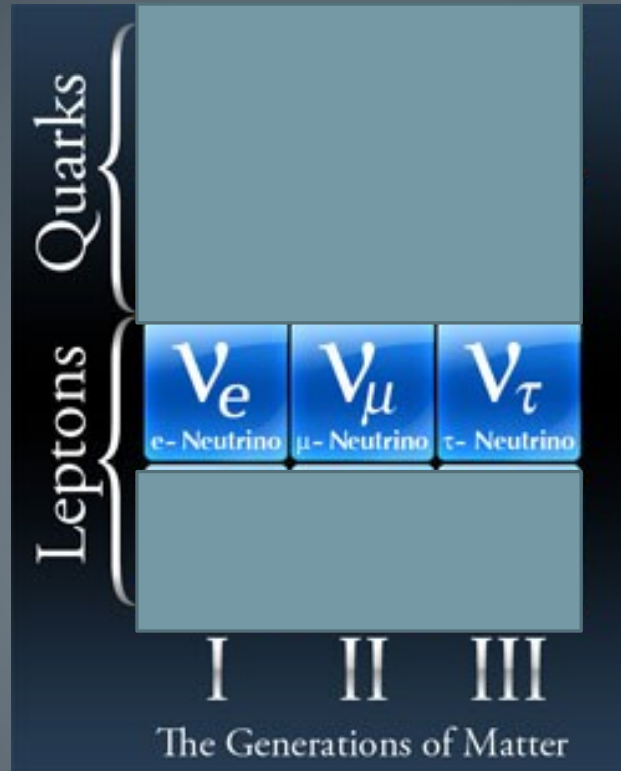 Quarks
Leptons
νe νμ ντ
e- Neutrino μ- Neutrino τ- Neutrino
I II III
The Generations of Matter